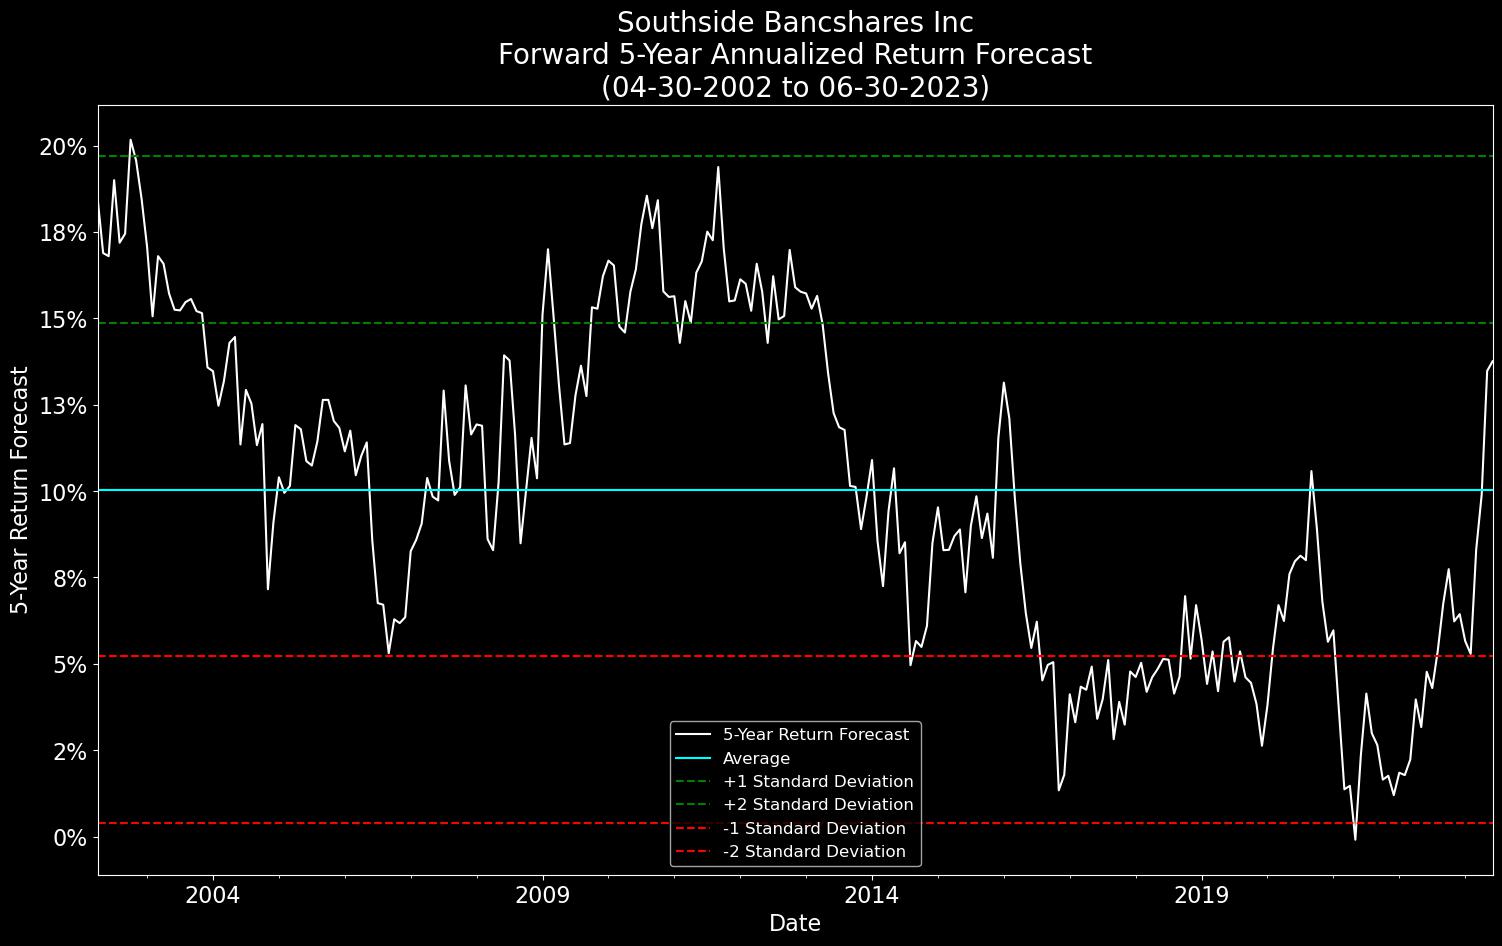 Southside Bancshares Inc
Forward 5-Year Annualized Return Forecast
(04-30-2002 to 06-30-2023)
5-Year Return Forecast
20%
18%
15%
13%
10%
8%
5%
2%
0%
5-Year Return Forecast
Average
+1 Standard Deviation
+2 Standard Deviation
-1 Standard Deviation
-2 Standard Deviation
2004 2009 2014 2019
Date